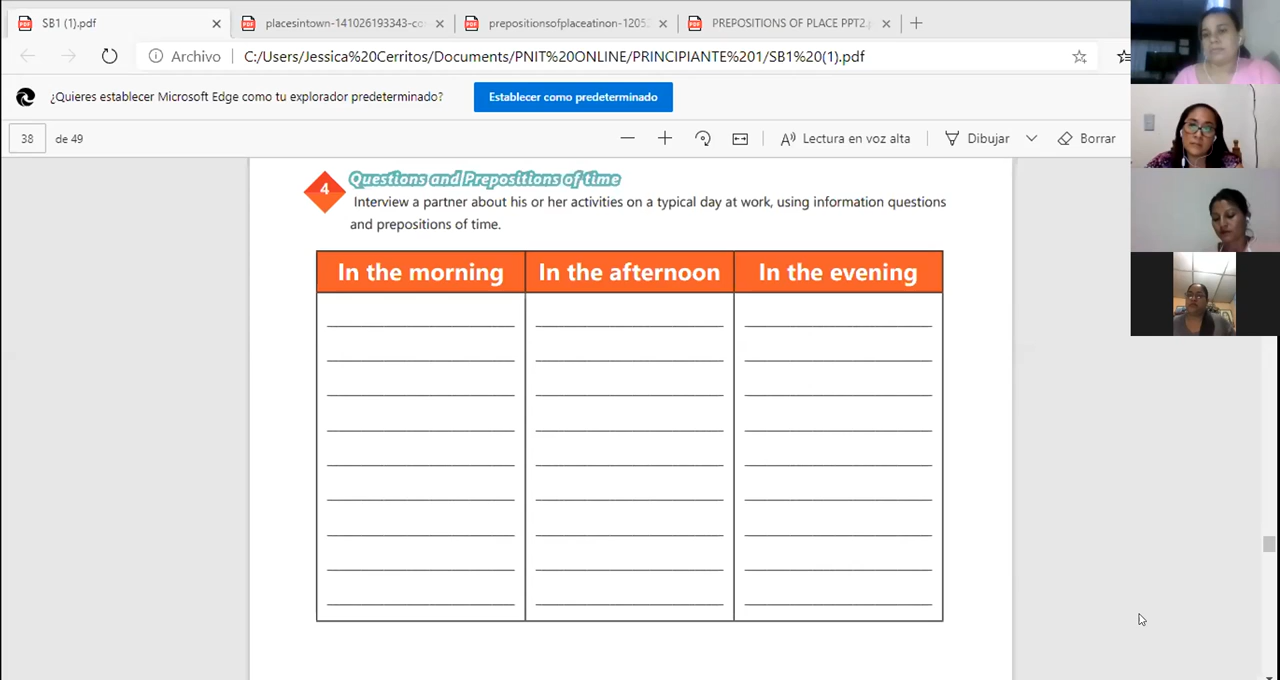 SB1 (1).pdf
placesintown-141026193343-co
prepositionsofplaceatinon-1205
PREPOSITIONS OF PLACE PPT2.p
Archivo
C:/Users/Jessica%20Cerritos/Documents/PNIT%20ONLINE/PRINCIPIANTE%201/SB1%20(1).pdf
¿Quieres establecer Microsoft Edge como tu explorador predeterminado?
Establecer como predeterminado
38
de 49
Lectura en voz alta
Dibujar
Borrar
4
Questions and Prepositions of time
Interview a partner about his or her activities on a typical day at work, using information questions
and prepositions of time.
In the morning
In the afternoon
In the evening